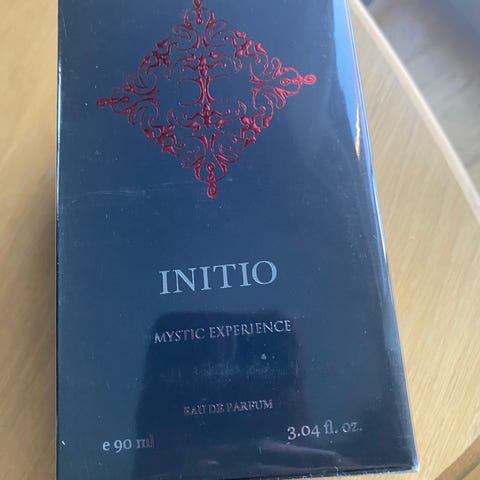 INITIO
MYSTIC EXPERIENCE
EAU DE PARFUM
e 90 ml
3.04 fl. oz.